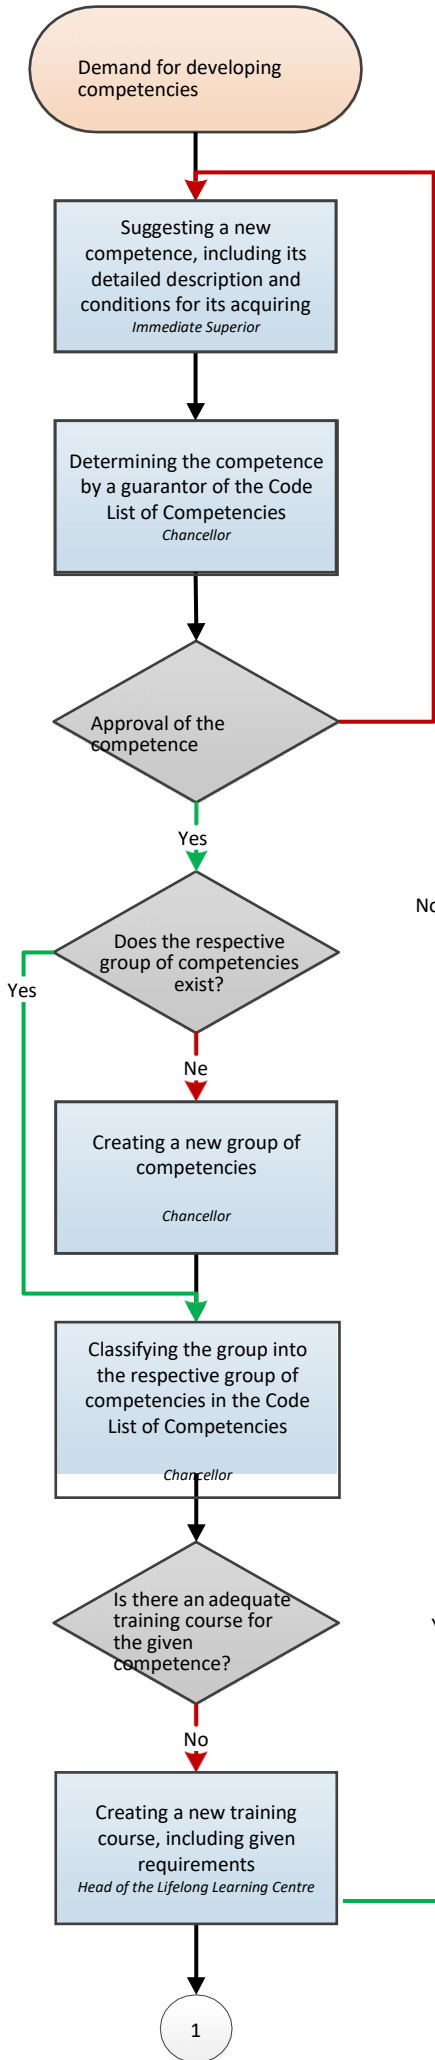 Demand for developing
competencies
Suggesting a new
competence, including its
detailed description and
conditions for its acquiring
Immediate Superior
Determining the competence
by a guarantor of the Code
List of Competencies
Chancellor
Approval of the
competence
Yes
No
Does the respective
group of competencies
exist?
Yes
Ne
Creating a new group of
competencies
Chancellor
Classifying the group into
the respective group of
competencies in the Code
List of Competencies
Chancellor
Is there an adequate
training course for
the given
competence?
No
Creating a new training
course, including given
requirements
Head of the Lifelong Learning Centre
1